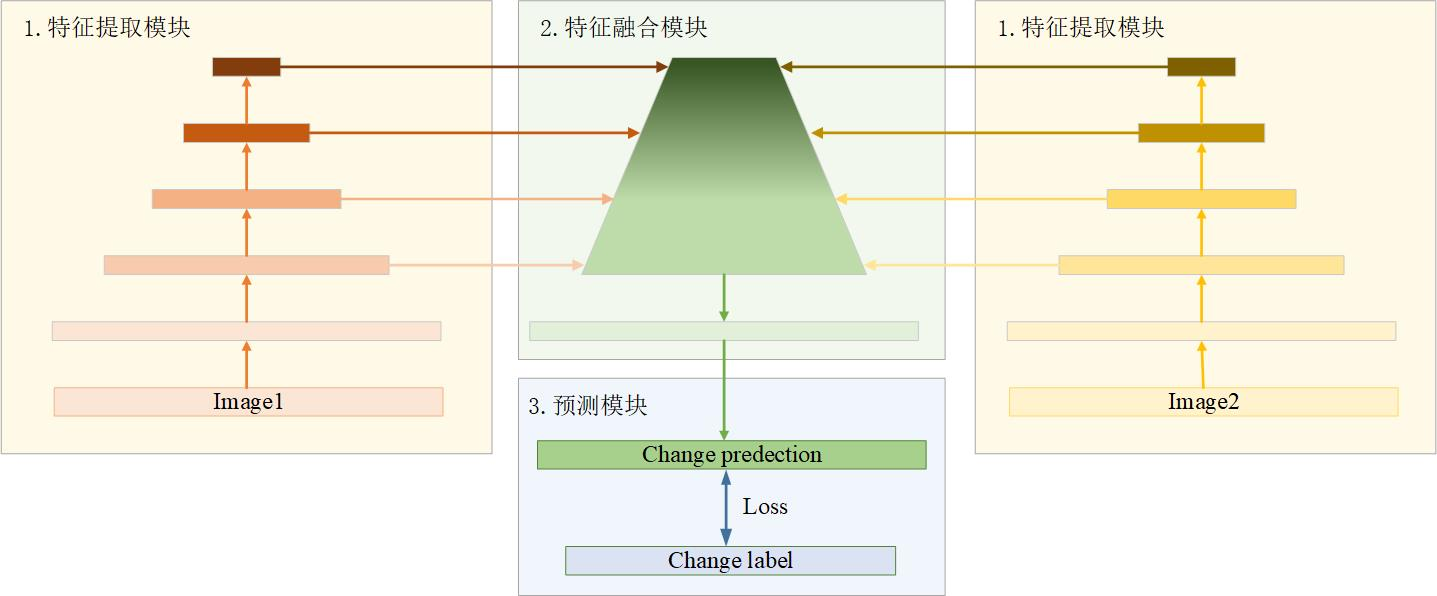 1.特征提取模块
2.特征融合模块
1.特征提取模块
Image1
Image2
3.预测模块
Change predection
Loss
Change label